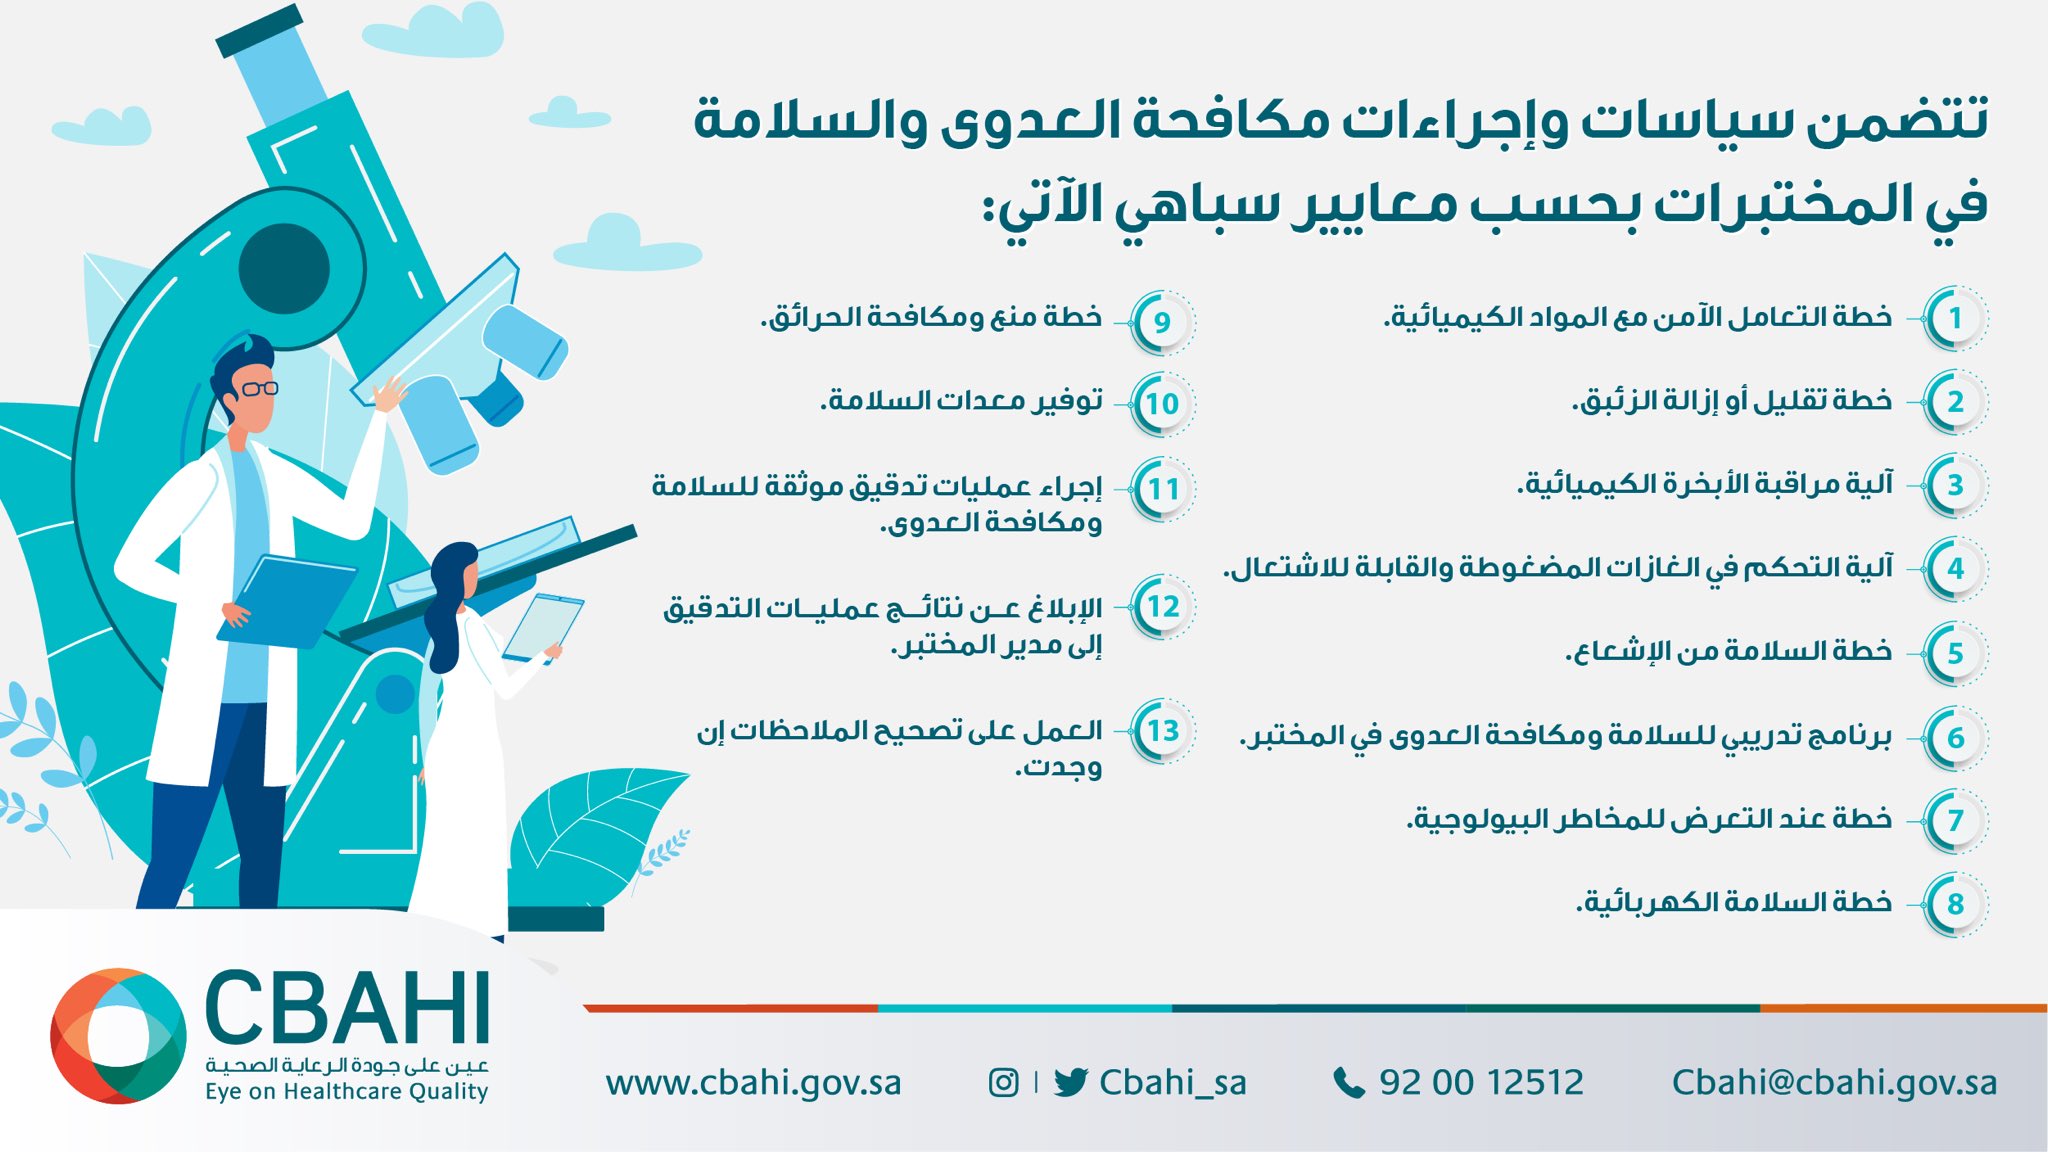 تتضمن سياسات وإجراءات مكافحة العدوى والسلامة
في المختبرات بحسب معايير سباهي الآتي:
1 خطة التعامل الآمن مع المواد الكيميائية.
2 خطة تقليل أو إزالة الزئبق.
3 آلية مراقبة الأبخرة الكيميائية.
4 آلية التحكم في الغازات المضغوطة والقابلة للاشتعال.
5 خطة السلامة من الإشعاع.
6 برنامج تدريبي للسلامة ومكافحة العدوى في المختبر.
7 خطة عند التعرض للمخاطر البيولوجية.
8 خطة السلامة الكهربائية.
9 خطة منع ومكافحة الحرائق.
10 توفير معدات السلامة.
11 إجراء عمليات تدقيق موثقة للسلامة
ومكافحة العدوى.
12 الإبلاغ عن نتائج عمليات التدقيق
إلى مدير المختبر.
13 العمل على تصحيح الملاحظات إن
وجدت.
CBAHI
عين على جودة الرعاية الصحية
Eye on Healthcare Quality
www.cbahi.gov.sa
Cbahi_sa
92 00 12512
Cbahi@cbahi.gov.sa